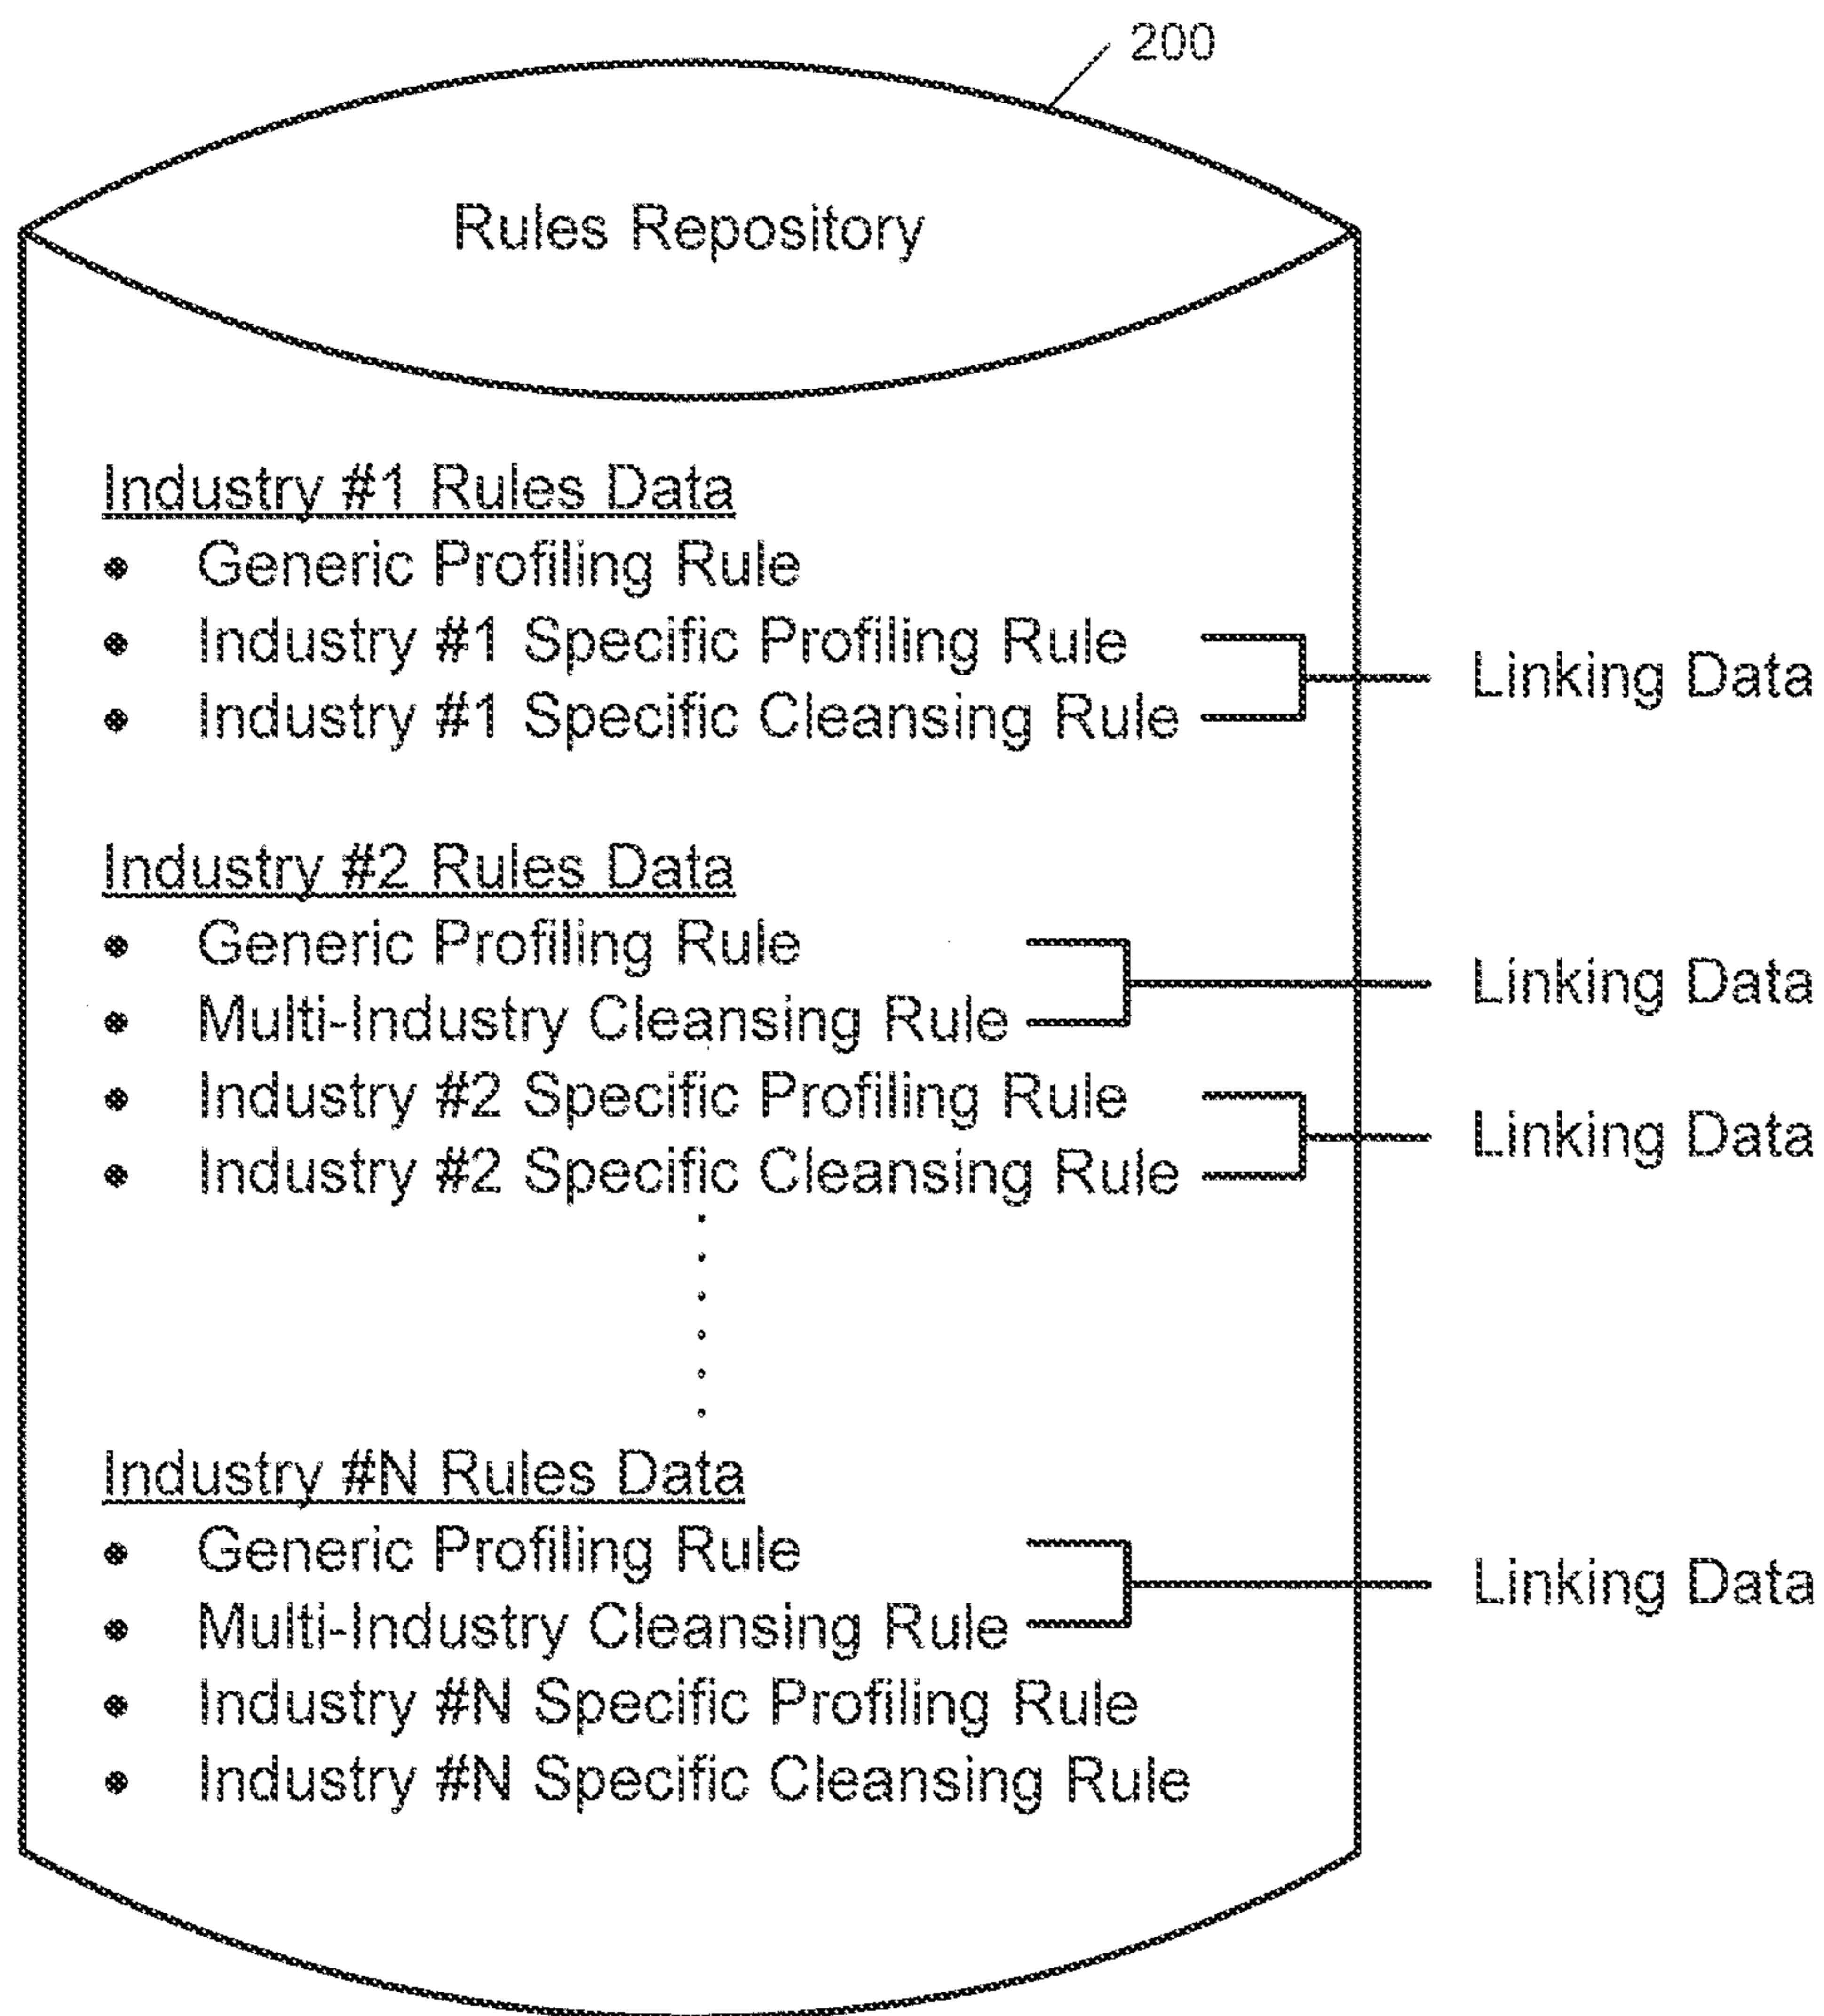 200
Rules Repository
Industry #1 Rules Data
• Generic Profiling Rule
• Industry #1 Specific Profiling Rule
Linking Data
• Industry #1 Specific Cleansing Rule
Industry #2 Rules Data
• Generic Profiling Rule
Linking Data
• Multi-Industry Cleansing Rule
• Industry #2 Specific Profiling Rule
Linking Data
• Industry #2 Specific Cleansing Rule
Industry #N Rules Data
• Generic Profiling Rule
Linking Data
• Multi-Industry Cleansing Rule
• Industry #N Specific Profiling Rule
• Industry #N Specific Cleansing Rule